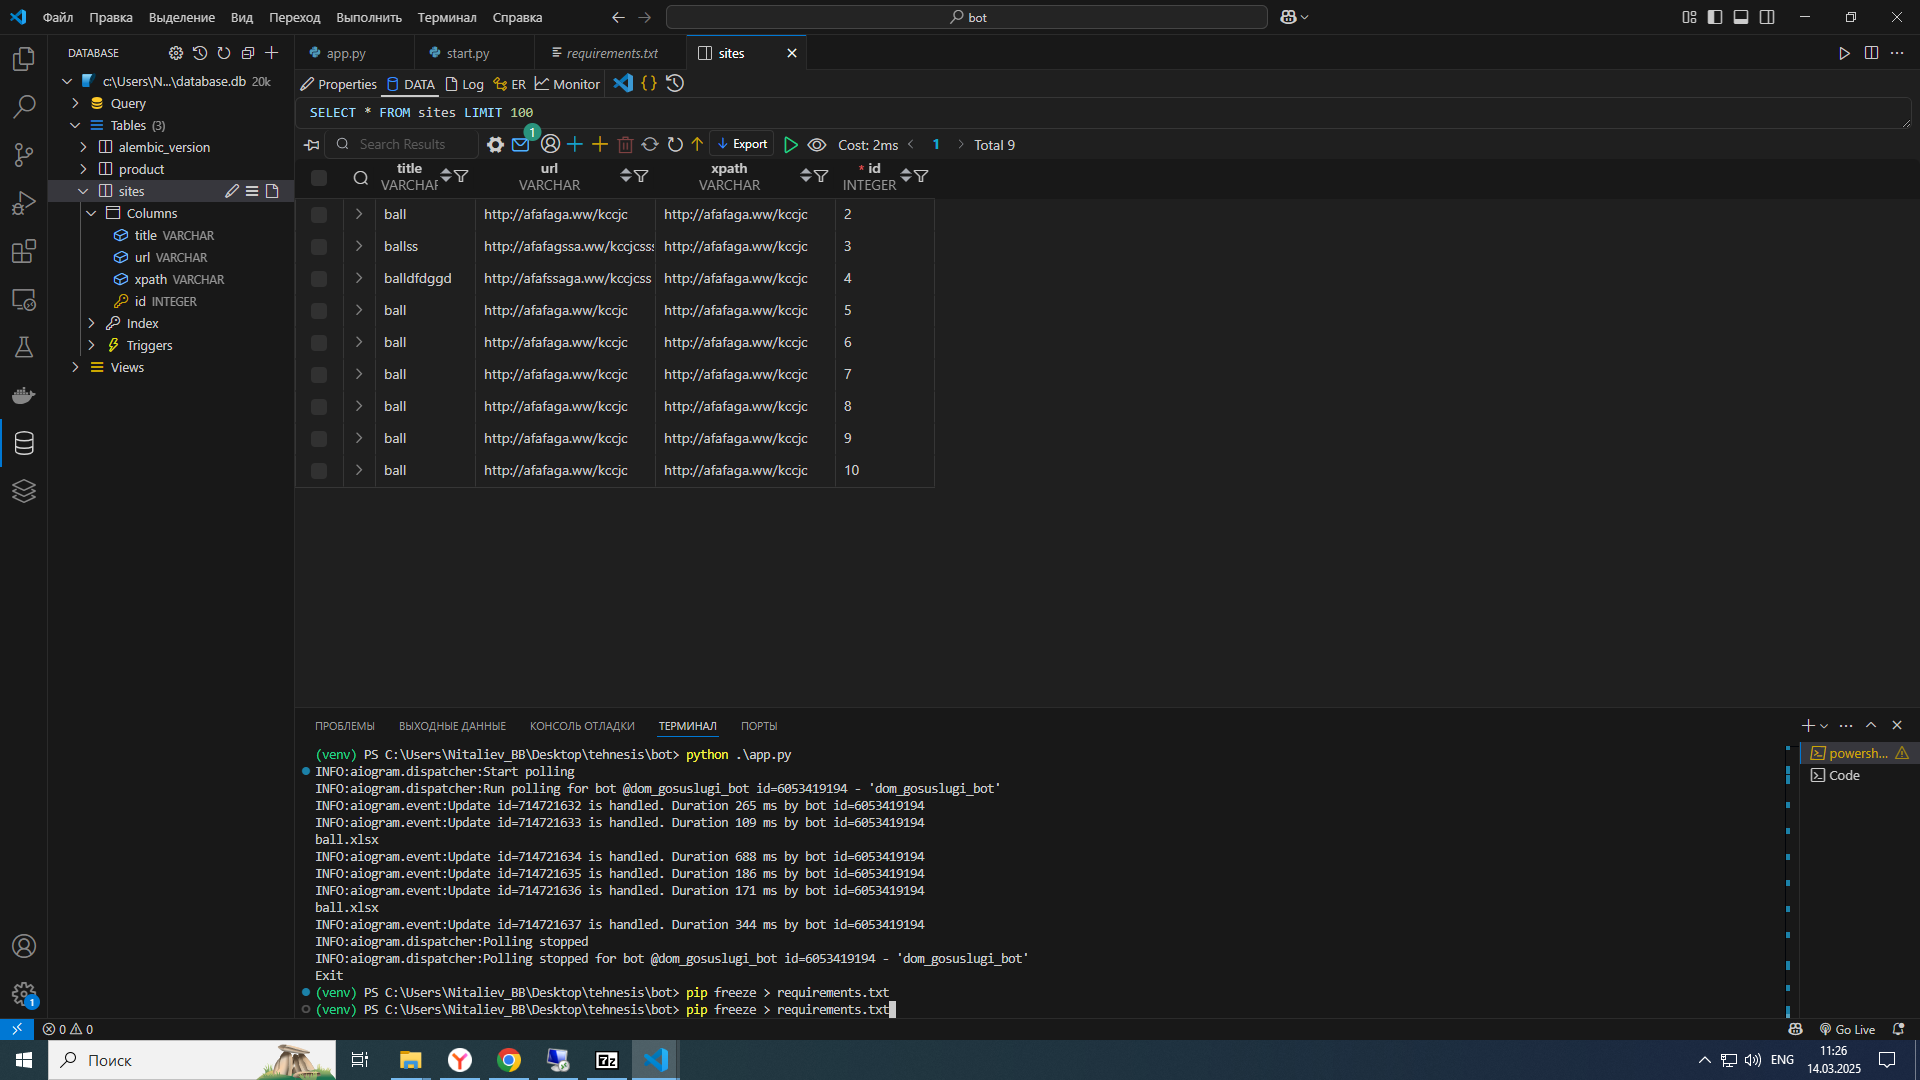 Файл Правка Выделение Вид Переход Выполнить Терминал Справка
bot
DATABASE
app.py
start.py
requirements.txt
sites
c:\Users\N...\database.db 20k
Query
Tables (3)
alembic_version
product
sites
Columns
title VARCHAR
url VARCHAR
xpath VARCHAR
id INTEGER
Index
Triggers
Views
Properties DATA Log ER Monitor
SELECT * FROM sites LIMIT 100
Search Results
1
Export
Cost: 2ms
1
Total 9
title url xpath * id
VARCHAR VARCHAR VARCHAR INTEGER
ball http://afafaga.ww/kccjc http://afafaga.ww/kccjc 2
ballss http://afafagssa.ww/kccjcsss http://afafaga.ww/kccjc 3
balldfdggd http://afafssaga.ww/kccjcss http://afafaga.ww/kccjc 4
ball http://afafaga.ww/kccjc http://afafaga.ww/kccjc 5
ball http://afafaga.ww/kccjc http://afafaga.ww/kccjc 6
ball http://afafaga.ww/kccjc http://afafaga.ww/kccjc 7
ball http://afafaga.ww/kccjc http://afafaga.ww/kccjc 8
ball http://afafaga.ww/kccjc http://afafaga.ww/kccjc 9
ball http://afafaga.ww/kccjc http://afafaga.ww/kccjc 10
ПРОБЛЕМЫ ВЫХОДНЫЕ ДАННЫЕ КОНСОЛЬ ОТЛАДКИ ТЕРМИНАЛ ПОРТЫ
(venv) PS C:\Users\Nitaliev_BB\Desktop\tehnesis\bot> python .\app.py
INFO:aiogram.dispatcher:Start polling
INFO:aiogram.dispatcher:Run polling for bot @dom_gosuslugi_bot id=6053419194 - 'dom_gosuslugi_bot'
INFO:aiogram.event:Update id=714721632 is handled. Duration 265 ms by bot id=6053419194
INFO:aiogram.event:Update id=714721633 is handled. Duration 109 ms by bot id=6053419194
ball.xlsx
INFO:aiogram.event:Update id=714721634 is handled. Duration 688 ms by bot id=6053419194
INFO:aiogram.event:Update id=714721635 is handled. Duration 186 ms by bot id=6053419194
INFO:aiogram.event:Update id=714721636 is handled. Duration 171 ms by bot id=6053419194
ball.xlsx
INFO:aiogram.event:Update id=714721637 is handled. Duration 344 ms by bot id=6053419194
INFO:aiogram.dispatcher:Polling stopped
INFO:aiogram.dispatcher:Polling stopped for bot @dom_gosuslugi_bot id=6053419194 - 'dom_gosuslugi_bot'
Exit
(venv) PS C:\Users\Nitaliev_BB\Desktop\tehnesis\bot> pip freeze > requirements.txt
(venv) PS C:\Users\Nitaliev_BB\Desktop\tehnesis\bot> pip freeze > requirements.txt
powersh...
Code
1
0 0
Go Live
Поиск
7z
ENG
11:26
14.03.2025